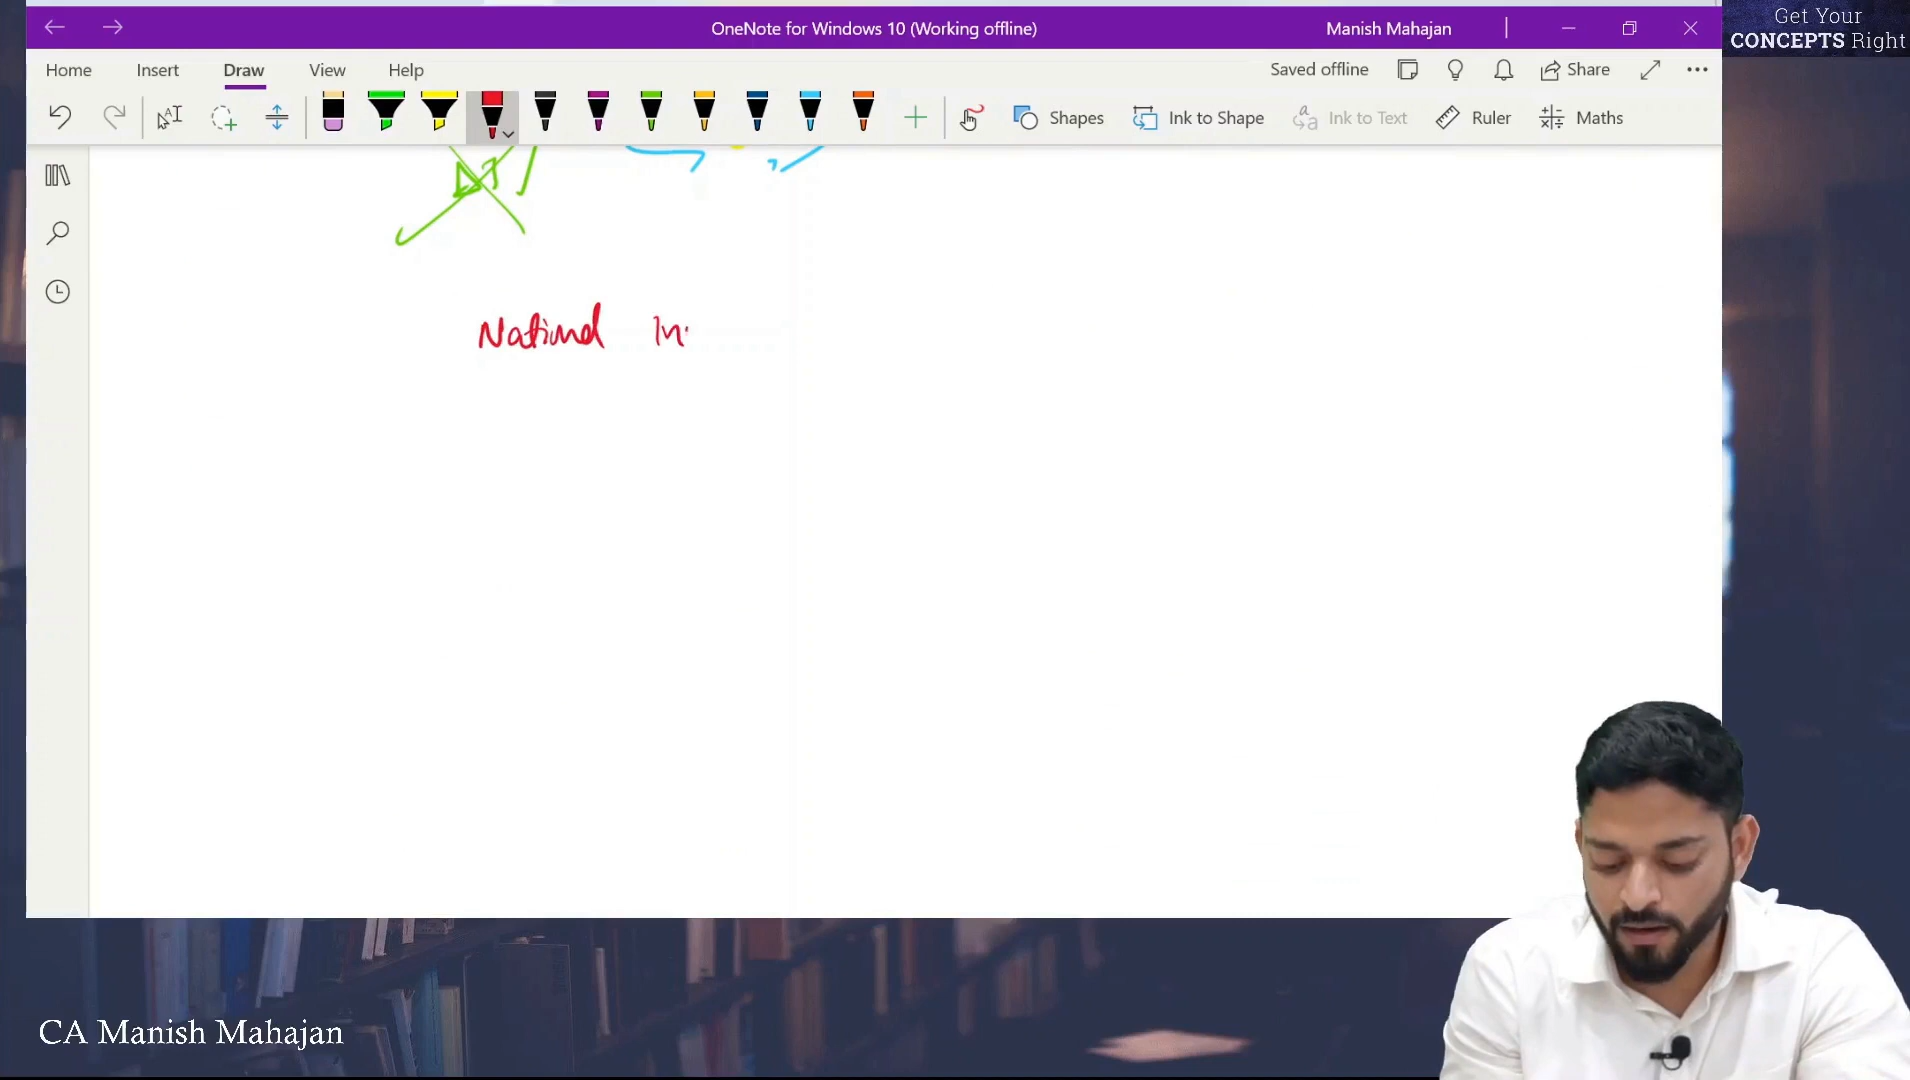 OneNote for Windows 10 (Working offline)
Manish Mahajan
Get Your
CONCEPTS Right
Home Insert Draw View Help
Saved offline
Share
Shapes
Ink to Shape
Ink to Text
Ruler
Maths
National In
CA Manish Mahajan